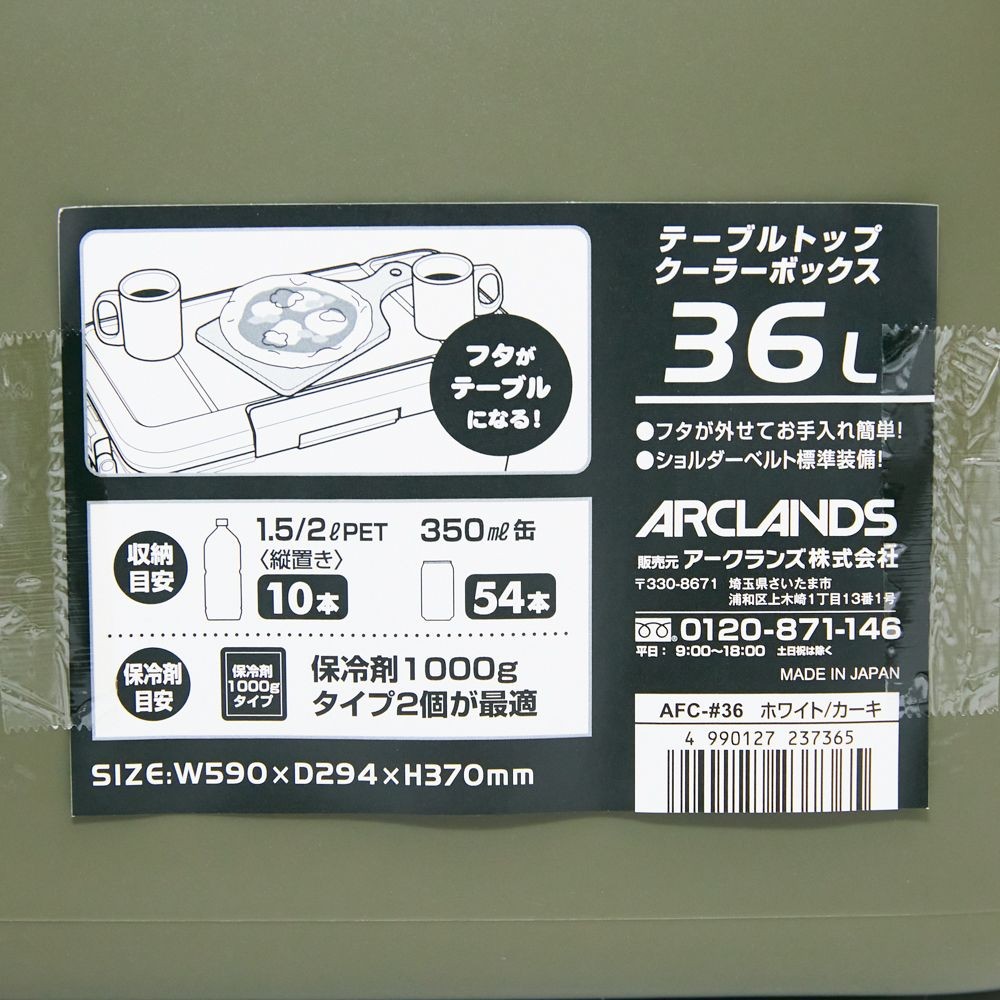 テーブルトップ
クーラーボックス
36L
フタが
テーブル
になる!
●フタが外せてお手入れ簡単!
●ショルダーベルト標準装備!
収納
目安
1.5/2ℓPET
〈縦置き〉
10本
350㎖缶
54本
保冷剤
目安
保冷剤
1000g
タイプ
保冷剤1000g
タイプ2個が最適
SIZE:W590×D294×H370mm
ARCLANDS
販売元 アークランズ株式会社
〒330-8671 埼玉県さいたま市
浦和区上木崎1丁目13番1号
0120-871-146
平日: 9:00〜18:00 土日祝は除く
MADE IN JAPAN
AFC-#36 ホワイト/カーキ
4 990127 237365